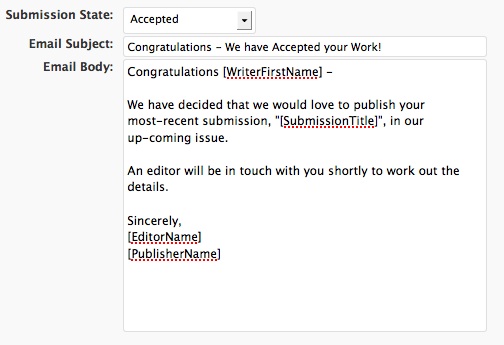 Submission State: Accepted
Email Subject: Congratulations – We have Accepted your Work!
Email Body: Congratulations [WriterFirstName] –
We have decided that we would love to publish your
most-recent submission, "[SubmissionTitle]", in our
up-coming issue.
An editor will be in touch with you shortly to work out the
details.
Sincerely,
[EditorName]
[PublisherName]